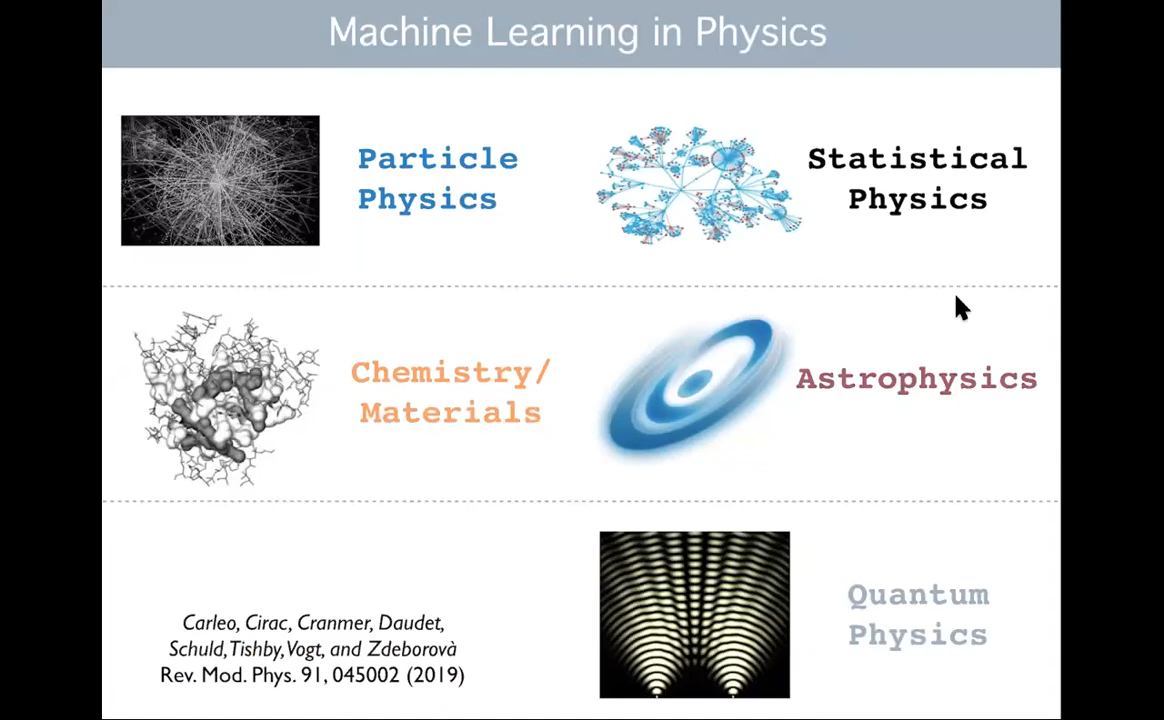 Machine Learning in Physics
Particle
Physics
Statistical
Physics
Chemistry/
Materials
Astrophysics
Quantum
Physics
Carleo, Cirac, Cranmer, Daudet,
Schuld,Tishby,Vogt, and Zdeborovà
Rev. Mod. Phys. 91, 045002 (2019)